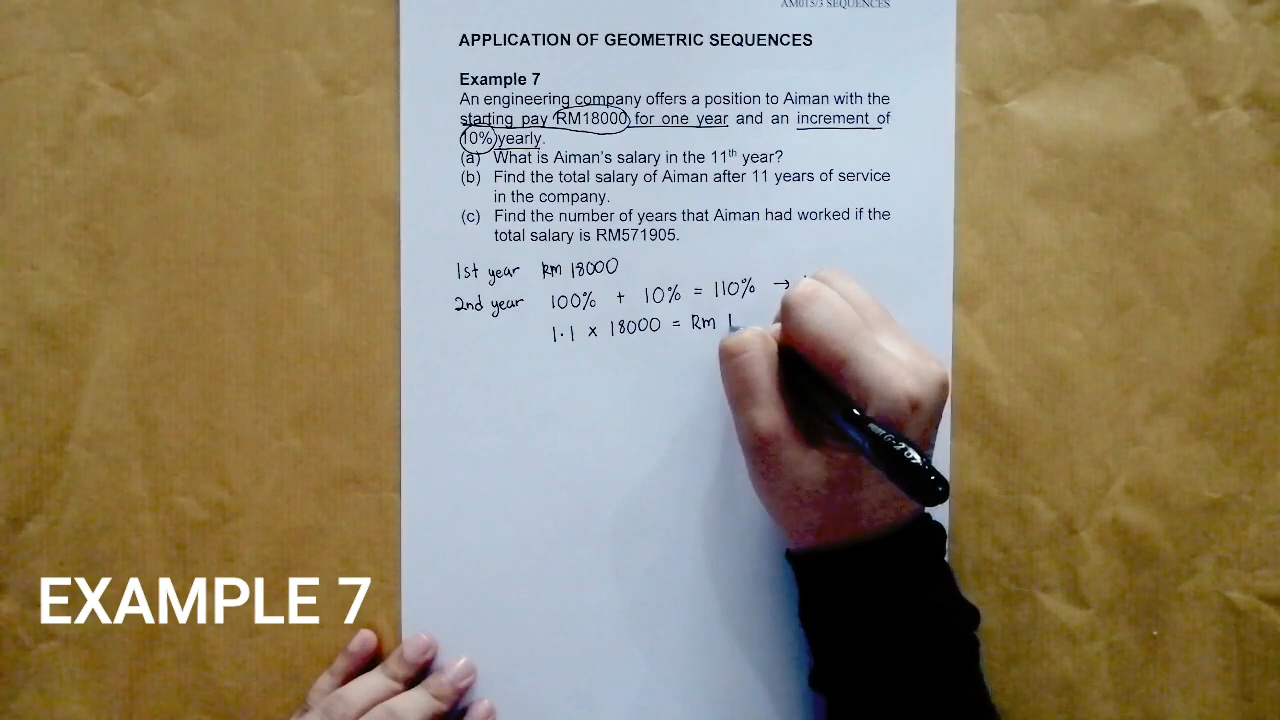 AM015/3 SEQUENCES
APPLICATION OF GEOMETRIC SEQUENCES
Example 7
An engineering company offers a position to Aiman with the
starting pay RM18000 for one year and an increment of
10% yearly.
(a) What is Aiman's salary in the 11th year?
(b) Find the total salary of Aiman after 11 years of service
in the company.
(c) Find the number of years that Aiman had worked if the
total salary is RM571905.
1st year RM 18000
2nd year 100% + 10% = 110% →
1.1 x 18000 = Rm 1
EXAMPLE 7